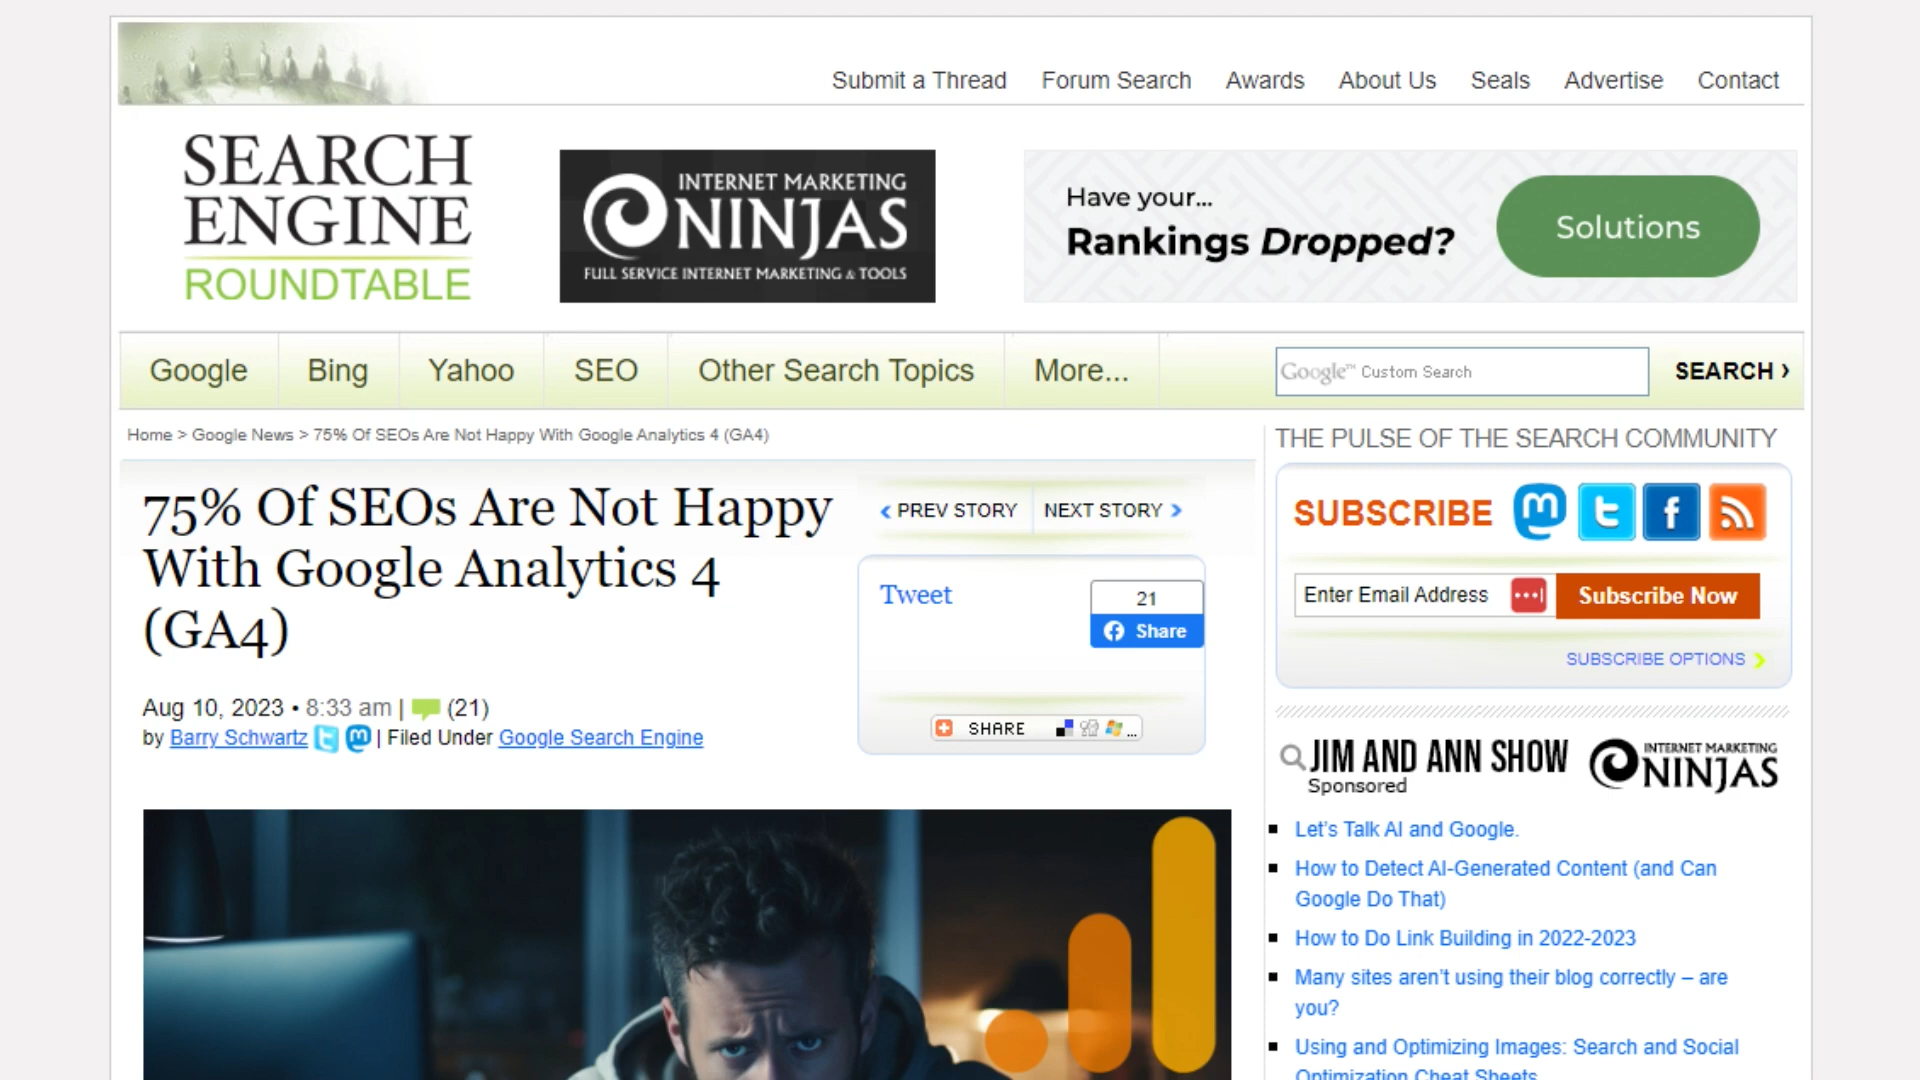 Submit a Thread Forum Search Awards About Us Seals Advertise Contact
SEARCH
ENGINE
ROUNDTABLE
INTERNET MARKETING
NINJAS
FULL SERVICE INTERNET MARKETING & TOOLS
Have your...
Rankings Dropped?
Solutions
Google Bing Yahoo SEO Other Search Topics More...
Google™ Custom Search
SEARCH ›
Home > Google News > 75% Of SEOs Are Not Happy With Google Analytics 4 (GA4)
75% Of SEOs Are Not Happy
With Google Analytics 4
(GA4)
Aug 10, 2023 • 8:33 am | (21)
by Barry Schwartz | Filed Under Google Search Engine
‹ PREV STORY NEXT STORY ›
Tweet
21
Share
SHARE ...
THE PULSE OF THE SEARCH COMMUNITY
SUBSCRIBE
Enter Email Address
Subscribe Now
SUBSCRIBE OPTIONS ›
JIM AND ANN SHOW
Sponsored
INTERNET MARKETING
NINJAS
Let's Talk AI and Google.
How to Detect AI-Generated Content (and Can
Google Do That)
How to Do Link Building in 2022-2023
Many sites aren't using their blog correctly – are
you?
Using and Optimizing Images: Search and Social
Optimization Cheat Sheets